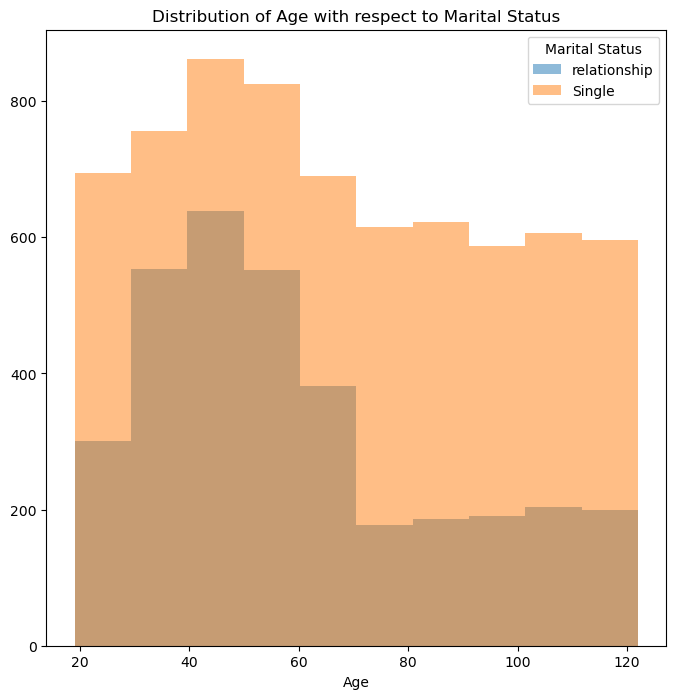 Distribution of Age with respect to Marital Status
Marital Status
relationship
Single
800
600
400
200
0
20 40 60 80 100 120
Age